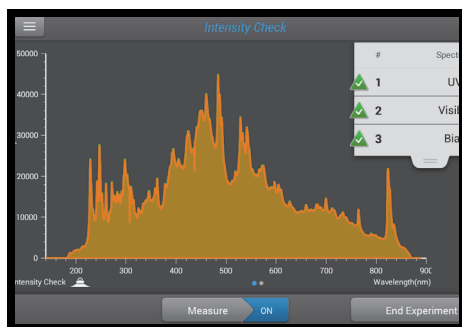 Intensity Check
50000
40000
30000
20000
10000
0
200 300 400 500 600 700 800 900
ntensity Check
Wavelength(nm)
# Spect
1 UV
2 Visib
3 Bia
Measure ON
End Experiment